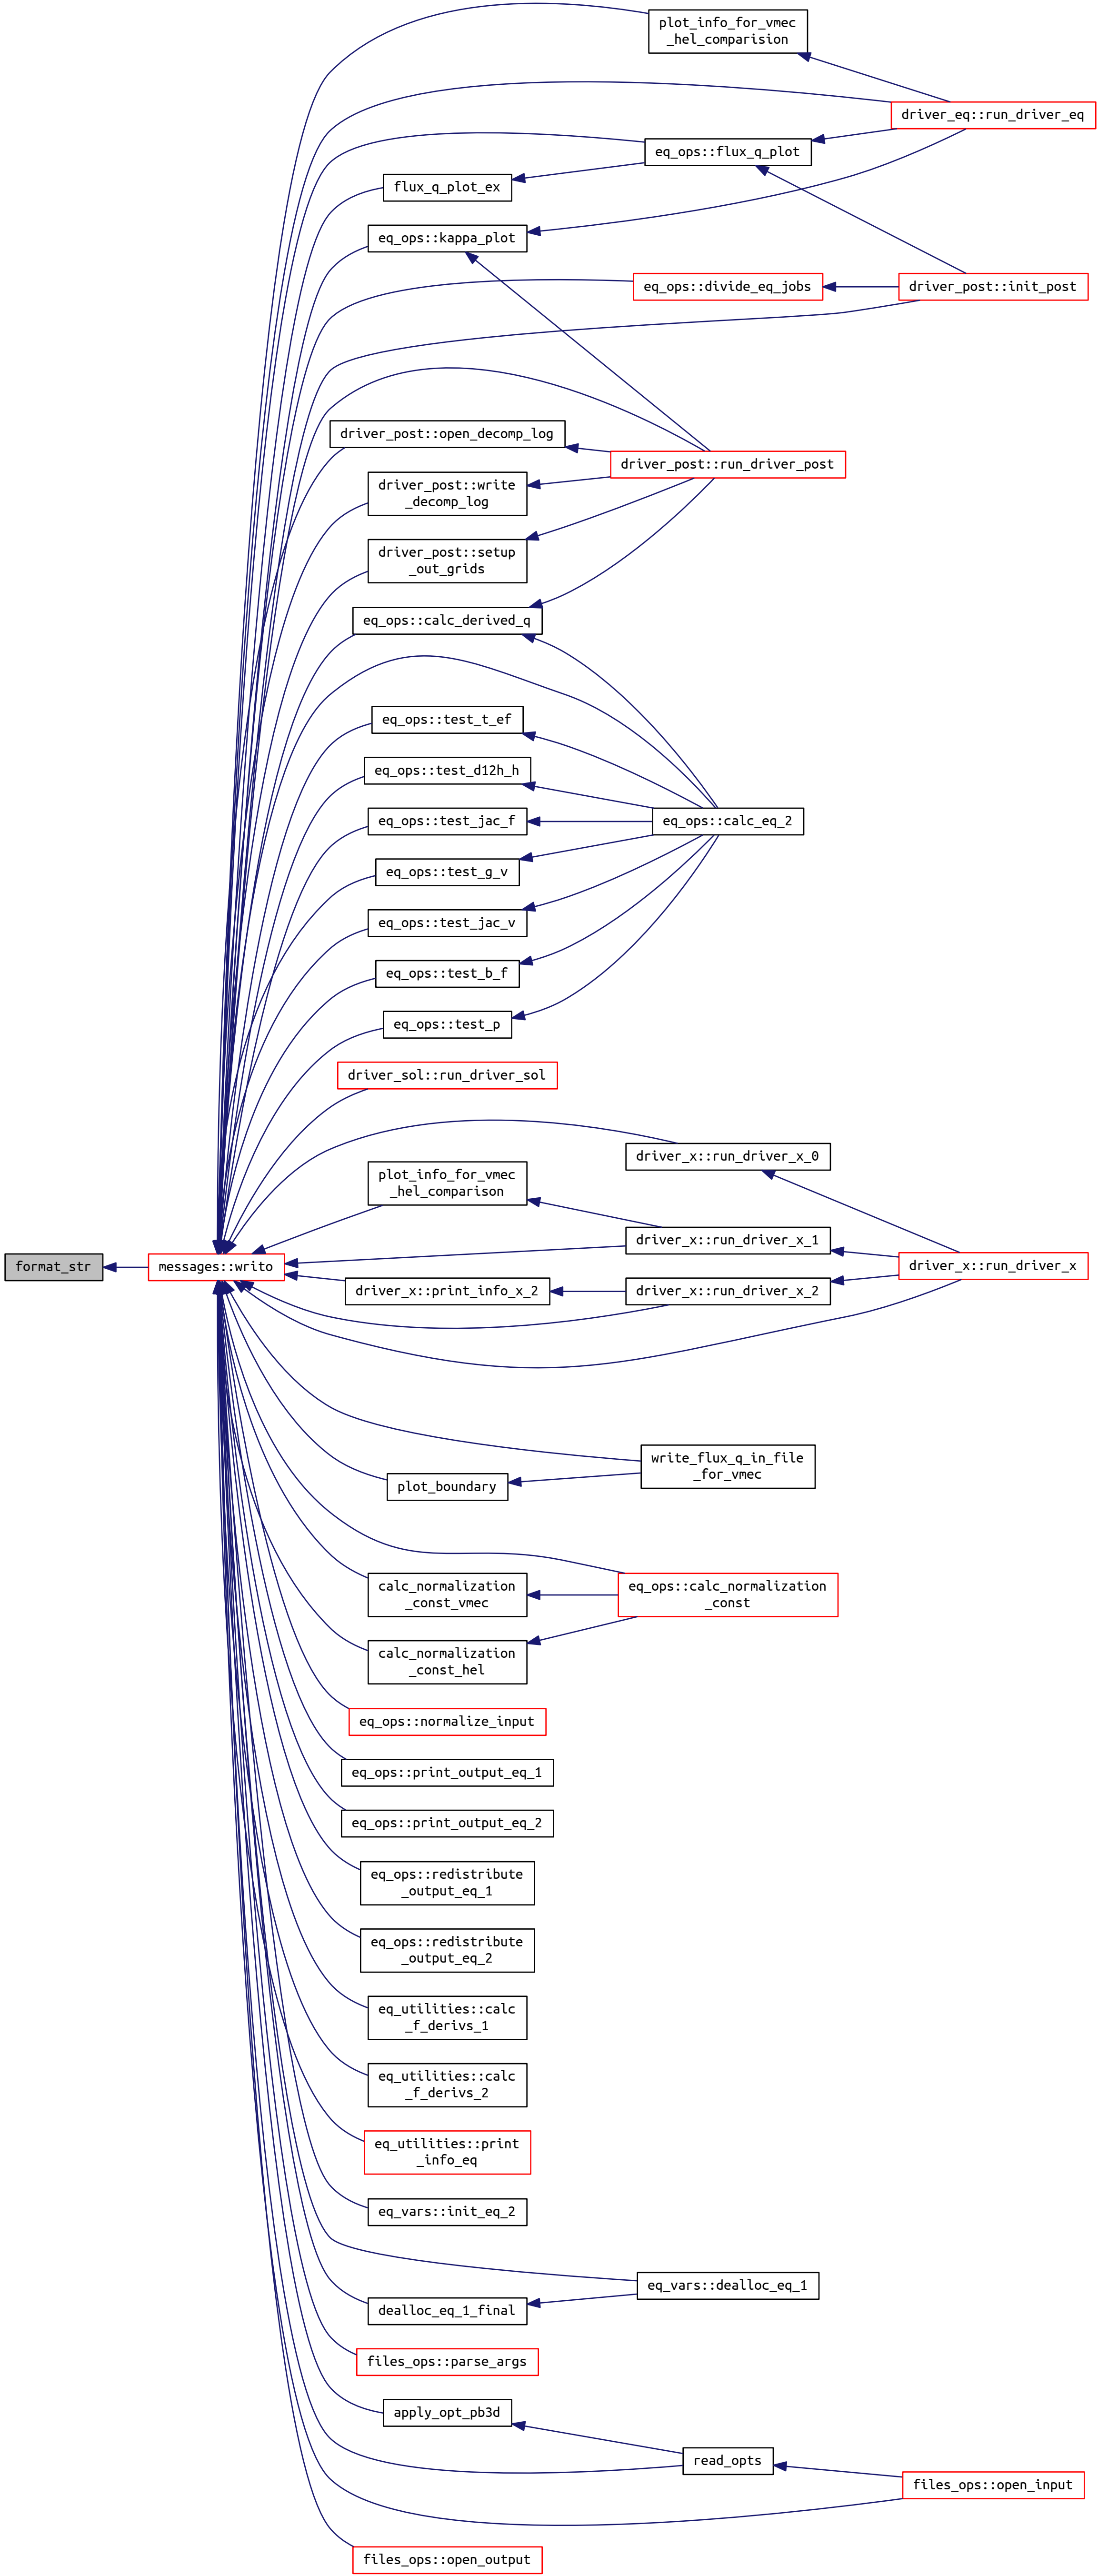 plot_info_for_vmec
_hel_comparision
driver_eq::run_driver_eq
eq_ops::flux_q_plot
flux_q_plot_ex
eq_ops::kappa_plot
eq_ops::divide_eq_jobs
driver_post::init_post
driver_post::open_decomp_log
driver_post::run_driver_post
driver_post::write
_decomp_log
driver_post::setup
_out_grids
eq_ops::calc_derived_q
eq_ops::test_t_ef
eq_ops::test_d12h_h
eq_ops::test_jac_f
eq_ops::calc_eq_2
eq_ops::test_g_v
eq_ops::test_jac_v
eq_ops::test_b_f
eq_ops::test_p
driver_sol::run_driver_sol
driver_x::run_driver_x_0
plot_info_for_vmec
_hel_comparison
driver_x::run_driver_x_1
format_str
messages::writo
driver_x::run_driver_x
driver_x::print_info_x_2
driver_x::run_driver_x_2
write_flux_q_in_file
_for_vmec
plot_boundary
calc_normalization
_const_vmec
eq_ops::calc_normalization
_const
calc_normalization
_const_hel
eq_ops::normalize_input
eq_ops::print_output_eq_1
eq_ops::print_output_eq_2
eq_ops::redistribute
_output_eq_1
eq_ops::redistribute
_output_eq_2
eq_utilities::calc
_f_derivs_1
eq_utilities::calc
_f_derivs_2
eq_utilities::print
_info_eq
eq_vars::init_eq_2
eq_vars::dealloc_eq_1
dealloc_eq_1_final
files_ops::parse_args
apply_opt_pb3d
read_opts
files_ops::open_input
files_ops::open_output